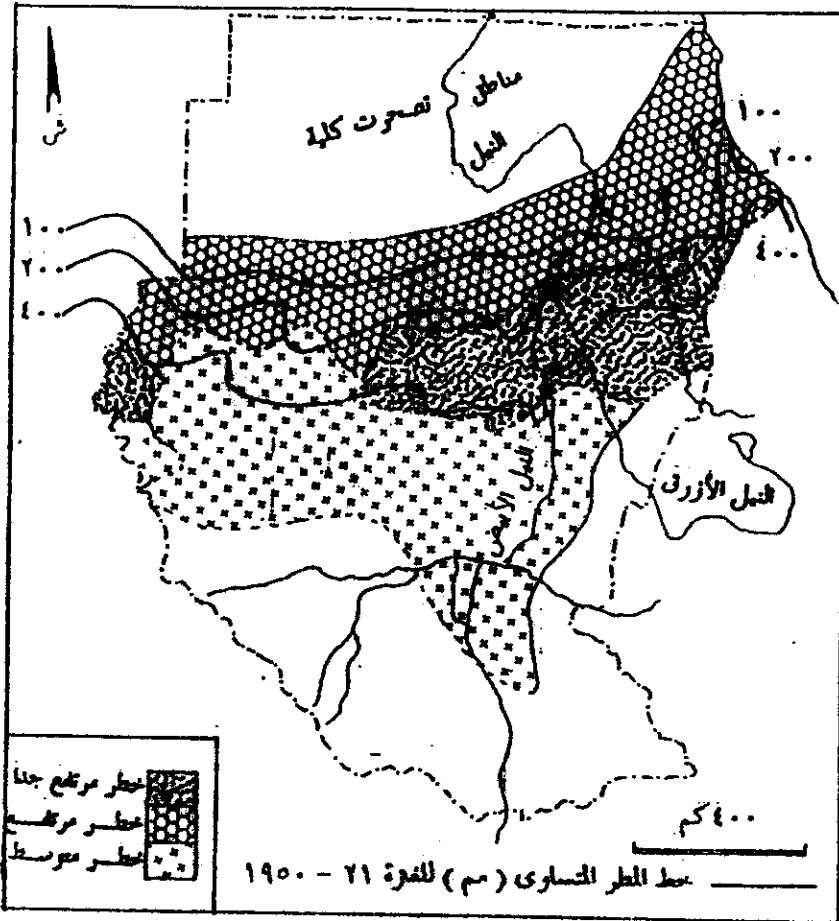 مناطق تصحرت كلية
النيل
ش
١٠٠
٢٠٠
٤٠٠
١٠٠
٢٠٠
٤٠٠
النيل الأبيض
النيل الأزرق
خطر مرتفع جدا
خطر مرتفع
خطر متوسط
٤٠٠ كم
خط المطر المتساوى (مم) للفترة ٢١ - ١٩٥٠